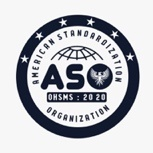 AMERICAN STANDARDIZATION
ASO
OHSMS : 2020
ORGANIZATION